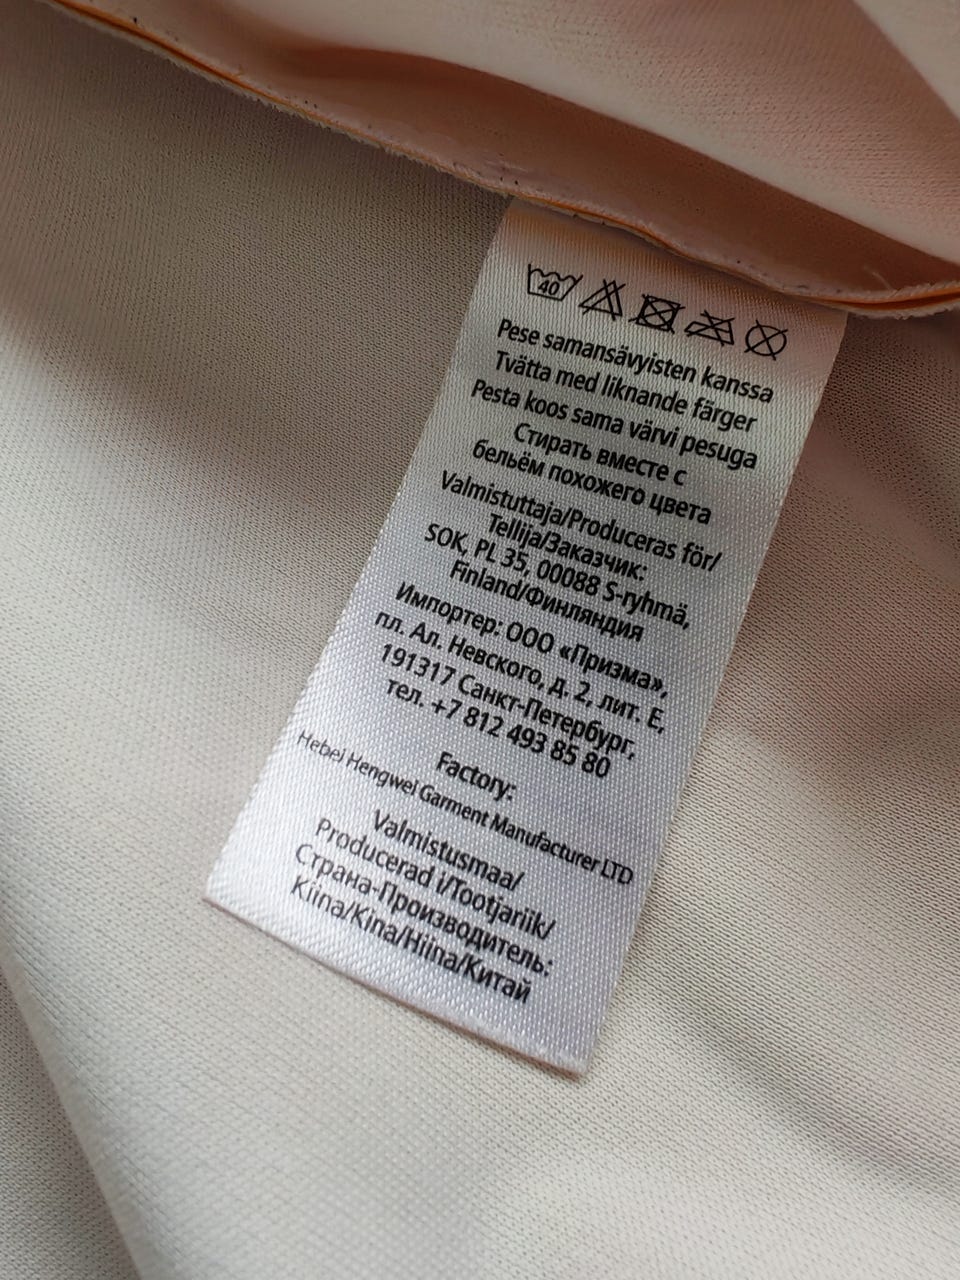 40
Pese samansävyisten kanssa
Tvätta med liknande färger
Pesta koos sama värvi pesuga
Стирать вместе с
бельём похожего цвета
Valmistuttaja/Produceras för/
Tellija/Заказчик:
SOK, PL 35, 00088 S-ryhmä,
Finland/Финляндия
Импортер: ООО «Призма»,
пл. Ал. Невского, д. 2, лит. Е,
191317 Санкт-Петербург,
тел. +7 812 493 85 80
Factory:
Hebei Hengwei Garment Manufacturer LTD
Valmistusmaa/
Producerad i/Tootjariik/
Страна-Производитель:
Kiina/Kina/Hiina/Китай